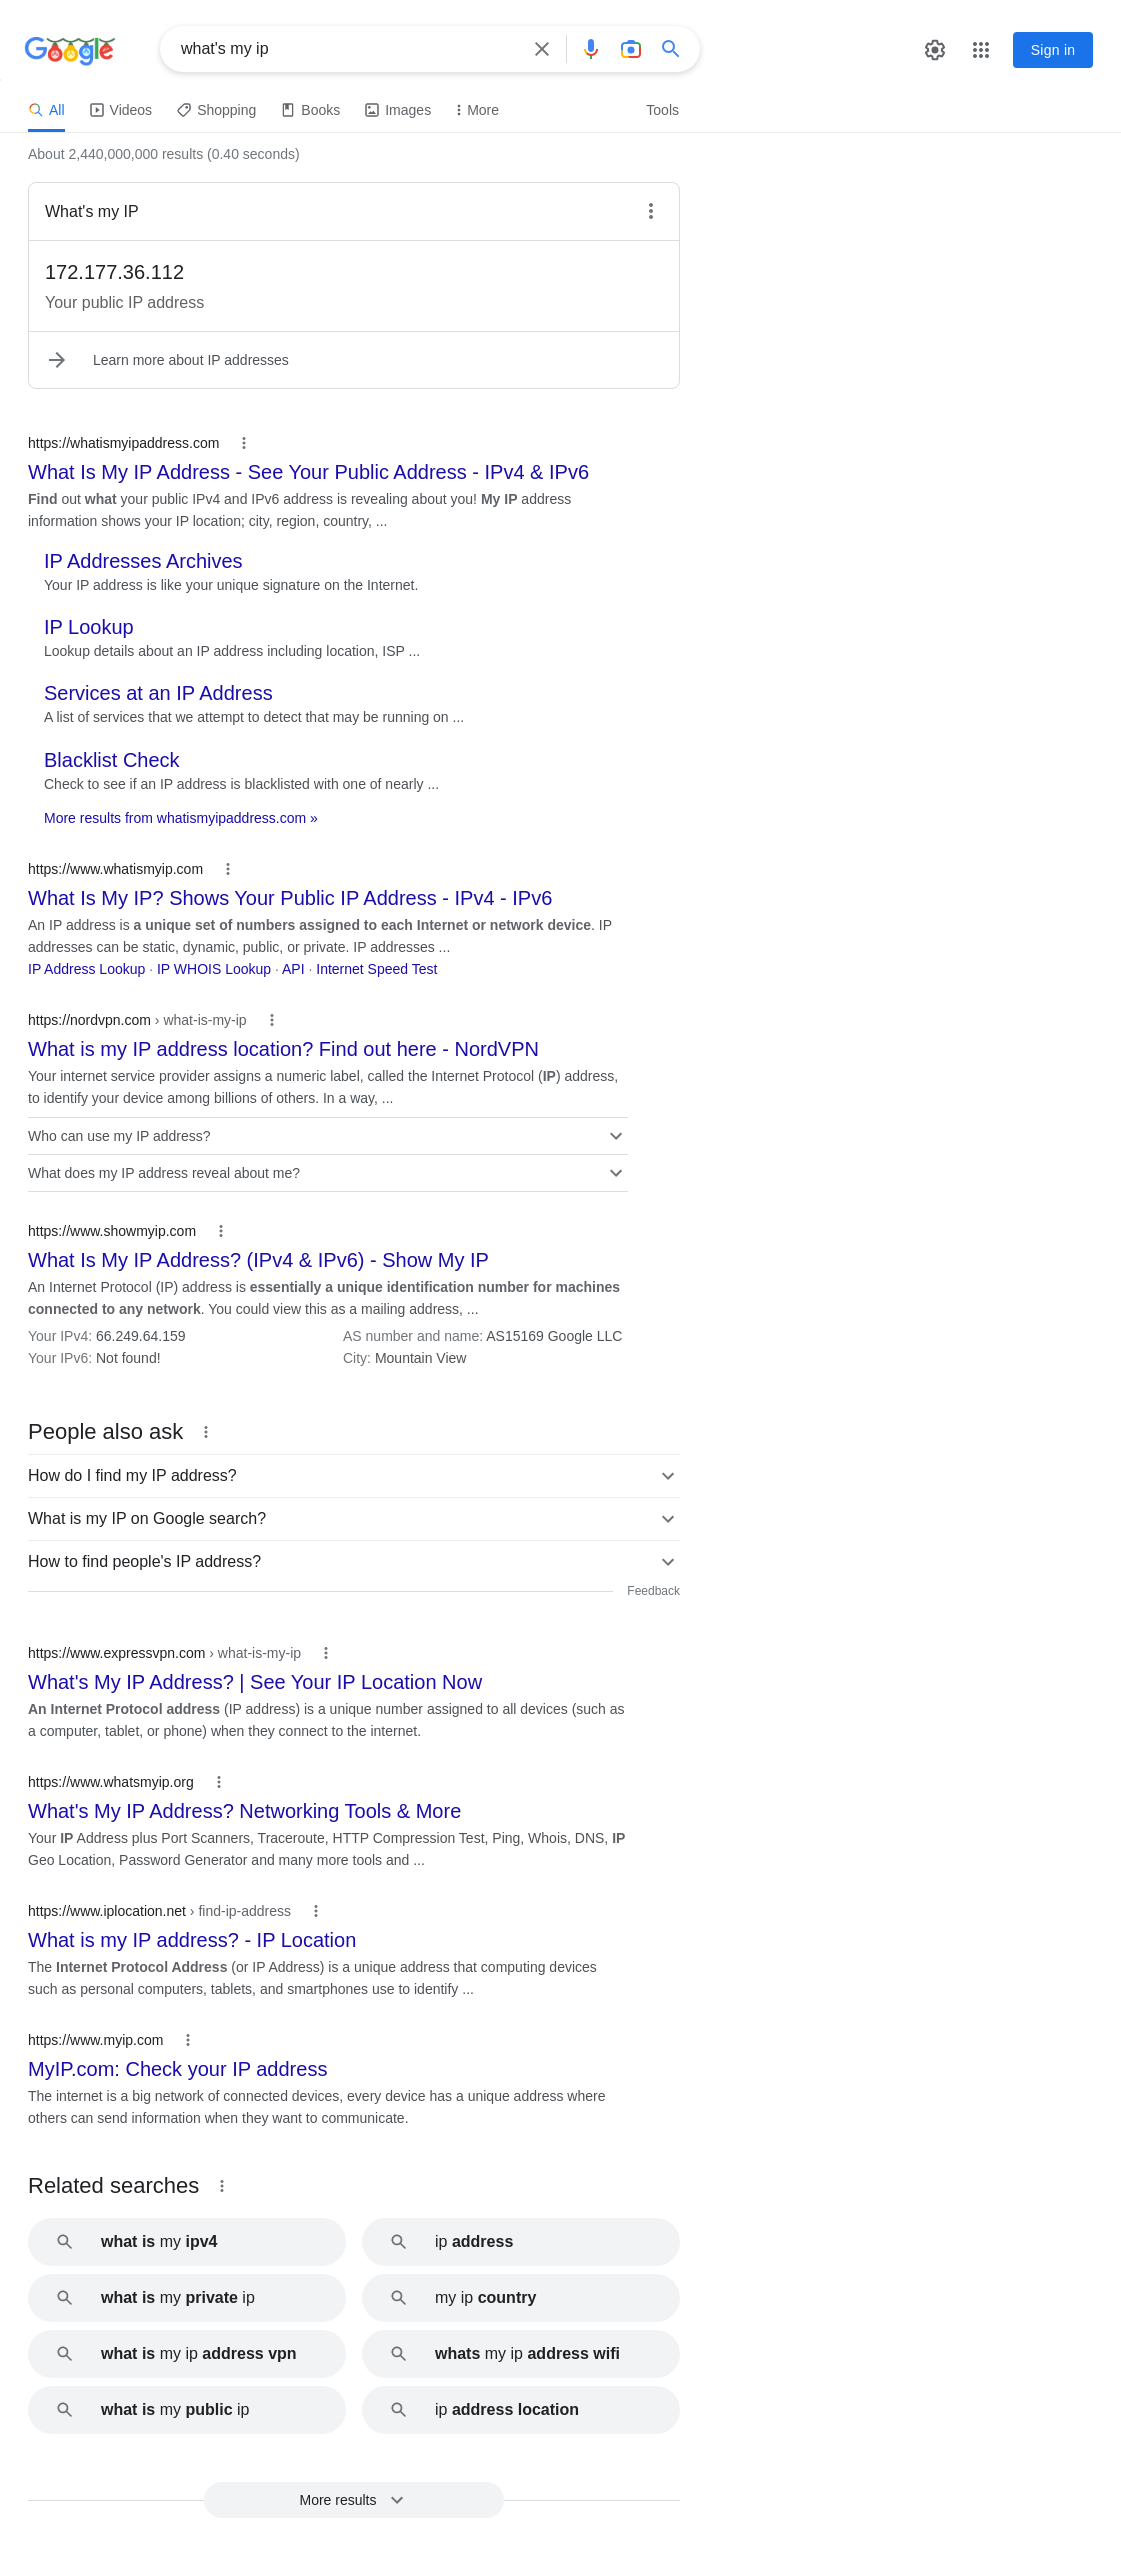 Google
what's my ip
Sign in
All
Videos
Shopping
Books
Images
More
Tools
About 2,440,000,000 results (0.40 seconds)
What's my IP
172.177.36.112
Your public IP address
Learn more about IP addresses
https://whatismyipaddress.com
What Is My IP Address - See Your Public Address - IPv4 & IPv6
Find out what your public IPv4 and IPv6 address is revealing about you! My IP address
information shows your IP location; city, region, country, ...
IP Addresses Archives
Your IP address is like your unique signature on the Internet.
IP Lookup
Lookup details about an IP address including location, ISP ...
Services at an IP Address
A list of services that we attempt to detect that may be running on ...
Blacklist Check
Check to see if an IP address is blacklisted with one of nearly ...
More results from whatismyipaddress.com »
https://www.whatismyip.com
What Is My IP? Shows Your Public IP Address - IPv4 - IPv6
An IP address is a unique set of numbers assigned to each Internet or network device. IP
addresses can be static, dynamic, public, or private. IP addresses ...
IP Address Lookup · IP WHOIS Lookup · API · Internet Speed Test
https://nordvpn.com › what-is-my-ip
What is my IP address location? Find out here - NordVPN
Your internet service provider assigns a numeric label, called the Internet Protocol (IP) address,
to identify your device among billions of others. In a way, ...
Who can use my IP address?
What does my IP address reveal about me?
https://www.showmyip.com
What Is My IP Address? (IPv4 & IPv6) - Show My IP
An Internet Protocol (IP) address is essentially a unique identification number for machines
connected to any network. You could view this as a mailing address, ...
Your IPv4: 66.249.64.159
AS number and name: AS15169 Google LLC
Your IPv6: Not found!
City: Mountain View
People also ask
How do I find my IP address?
What is my IP on Google search?
How to find people's IP address?
Feedback
https://www.expressvpn.com › what-is-my-ip
What's My IP Address? | See Your IP Location Now
An Internet Protocol address (IP address) is a unique number assigned to all devices (such as
a computer, tablet, or phone) when they connect to the internet.
https://www.whatsmyip.org
What's My IP Address? Networking Tools & More
Your IP Address plus Port Scanners, Traceroute, HTTP Compression Test, Ping, Whois, DNS, IP
Geo Location, Password Generator and many more tools and ...
https://www.iplocation.net › find-ip-address
What is my IP address? - IP Location
The Internet Protocol Address (or IP Address) is a unique address that computing devices
such as personal computers, tablets, and smartphones use to identify ...
https://www.myip.com
MyIP.com: Check your IP address
The internet is a big network of connected devices, every device has a unique address where
others can send information when they want to communicate.
Related searches
what is my ipv4
ip address
what is my private ip
my ip country
what is my ip address vpn
whats my ip address wifi
what is my public ip
ip address location
More results